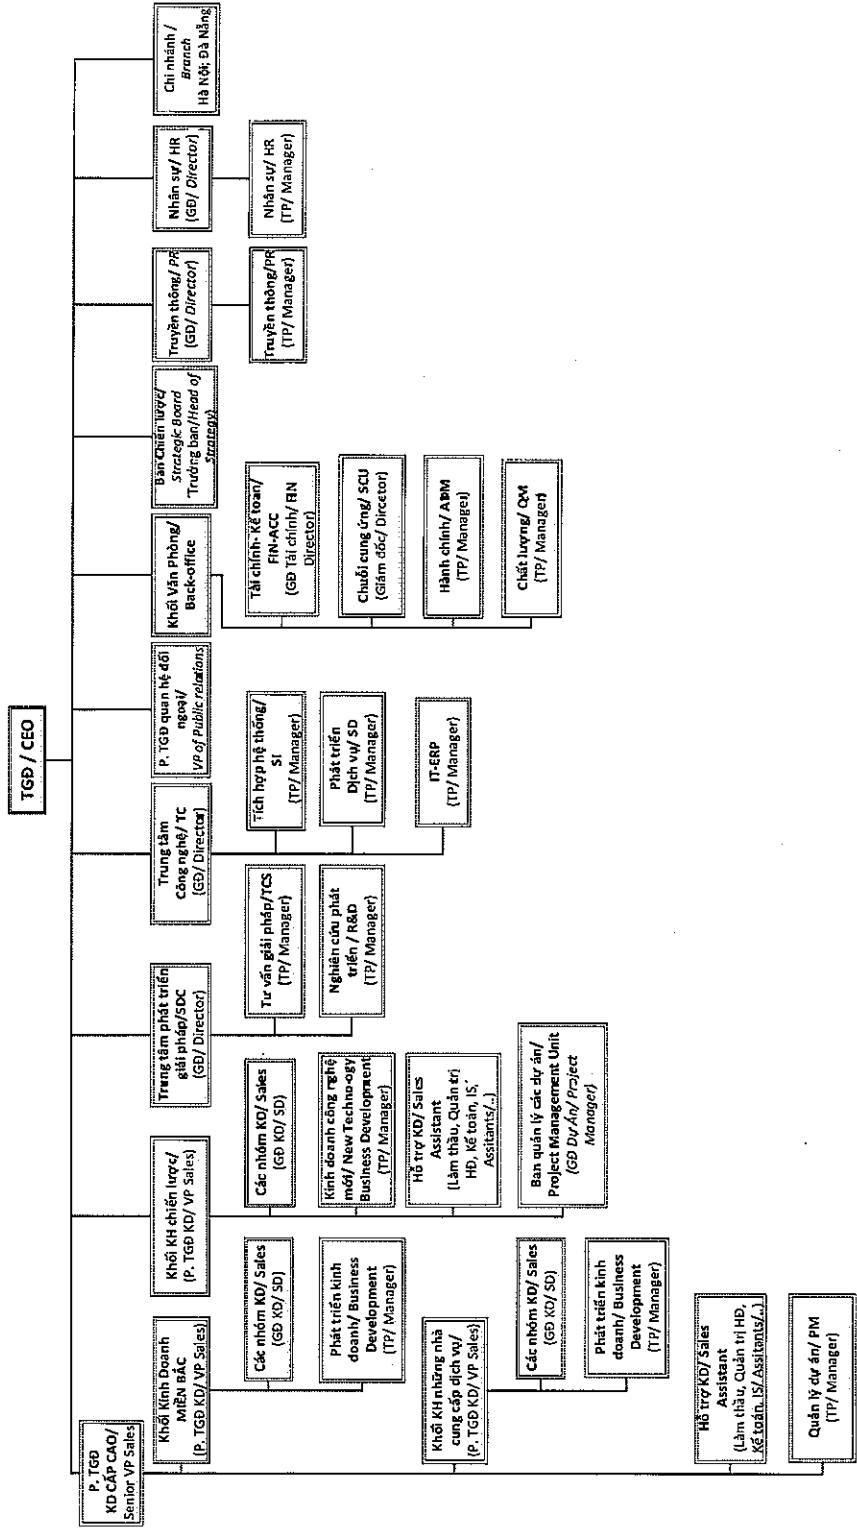 TGĐ / CEO
P. TGĐ
KD CẤP CAO/
Senior VP Sales
Khối Kinh Doanh
MIỀN BẮC
(P. TGĐ KD/ VP Sales)
Các nhóm KD/ Sales
(GĐ KD/ SD)
Phát triển kinh
doanh/ Business
Development
(TP/ Manager)
Khối KH những nhà
cung cấp dịch vụ/
(P. TGĐ KD/ VP Sales)
Các nhóm KD/ Sales
(GĐ KD/ SD)
Phát triển kinh
doanh/ Business
Development
(TP/ Manager)
Hỗ trợ KD/ Sales
Assistant
(Làm thầu, Quản trị HĐ,
Kế toán, IS/ Assitants/..)
Quản lý dự án/ PM
(TP/ Manager)
Khối KH chiến lược/
(P. TGĐ KD/ VP Sales)
Các nhóm KD/ Sales
(GĐ KD/ SD)
Kinh doanh công nghệ
mới/ New Technology
Business Development
(TP/ Manager)
Hỗ trợ KD/ Sales
Assistant
(Làm thầu, Quản trị
HĐ, Kế toán, IS,
Assitants/..)
Ban quản lý các dự án/
Project Management Unit
(GĐ Dự Án/ Project
Manager)
Trung tâm phát triển
giải pháp/SDC
(GĐ/ Director)
Tư vấn giải pháp/TCS
(TP/ Manager)
Nghiên cứu phát
triển / R&D
(TP/ Manager)
Trung tâm
Công nghệ/ TC
(GĐ/ Director)
Tích hợp hệ thống/
SI
(TP/ Manager)
Phát triển
Dịch vụ/ SD
(TP/ Manager)
IT-ERP
(TP/ Manager)
P. TGĐ quan hệ đối
ngoại/
VP of Public relations
Khối Văn Phòng/
Back-office
Tài chính- Kế toán/
FIN-ACC
(GĐ Tài chính/ FIN
Director)
Chuỗi cung ứng/ SCU
(Giám đốc/ Dircetor)
Hành chính/ ADM
(TP/ Manager)
Chất lượng/ QM
(TP/ Manager)
Ban Chiến lược/
Strategic Board
Trưởng ban/Head of
Strategy)
Truyền thông/ PR
(GĐ/ Director)
Truyền thông/PR
(TP/ Manager)
Nhân sự/ HR
(GĐ/ Director)
Nhân sự/ HR
(TP/ Manager)
Chi nhánh /
Branch
Hà Nội; Đà Nẵng